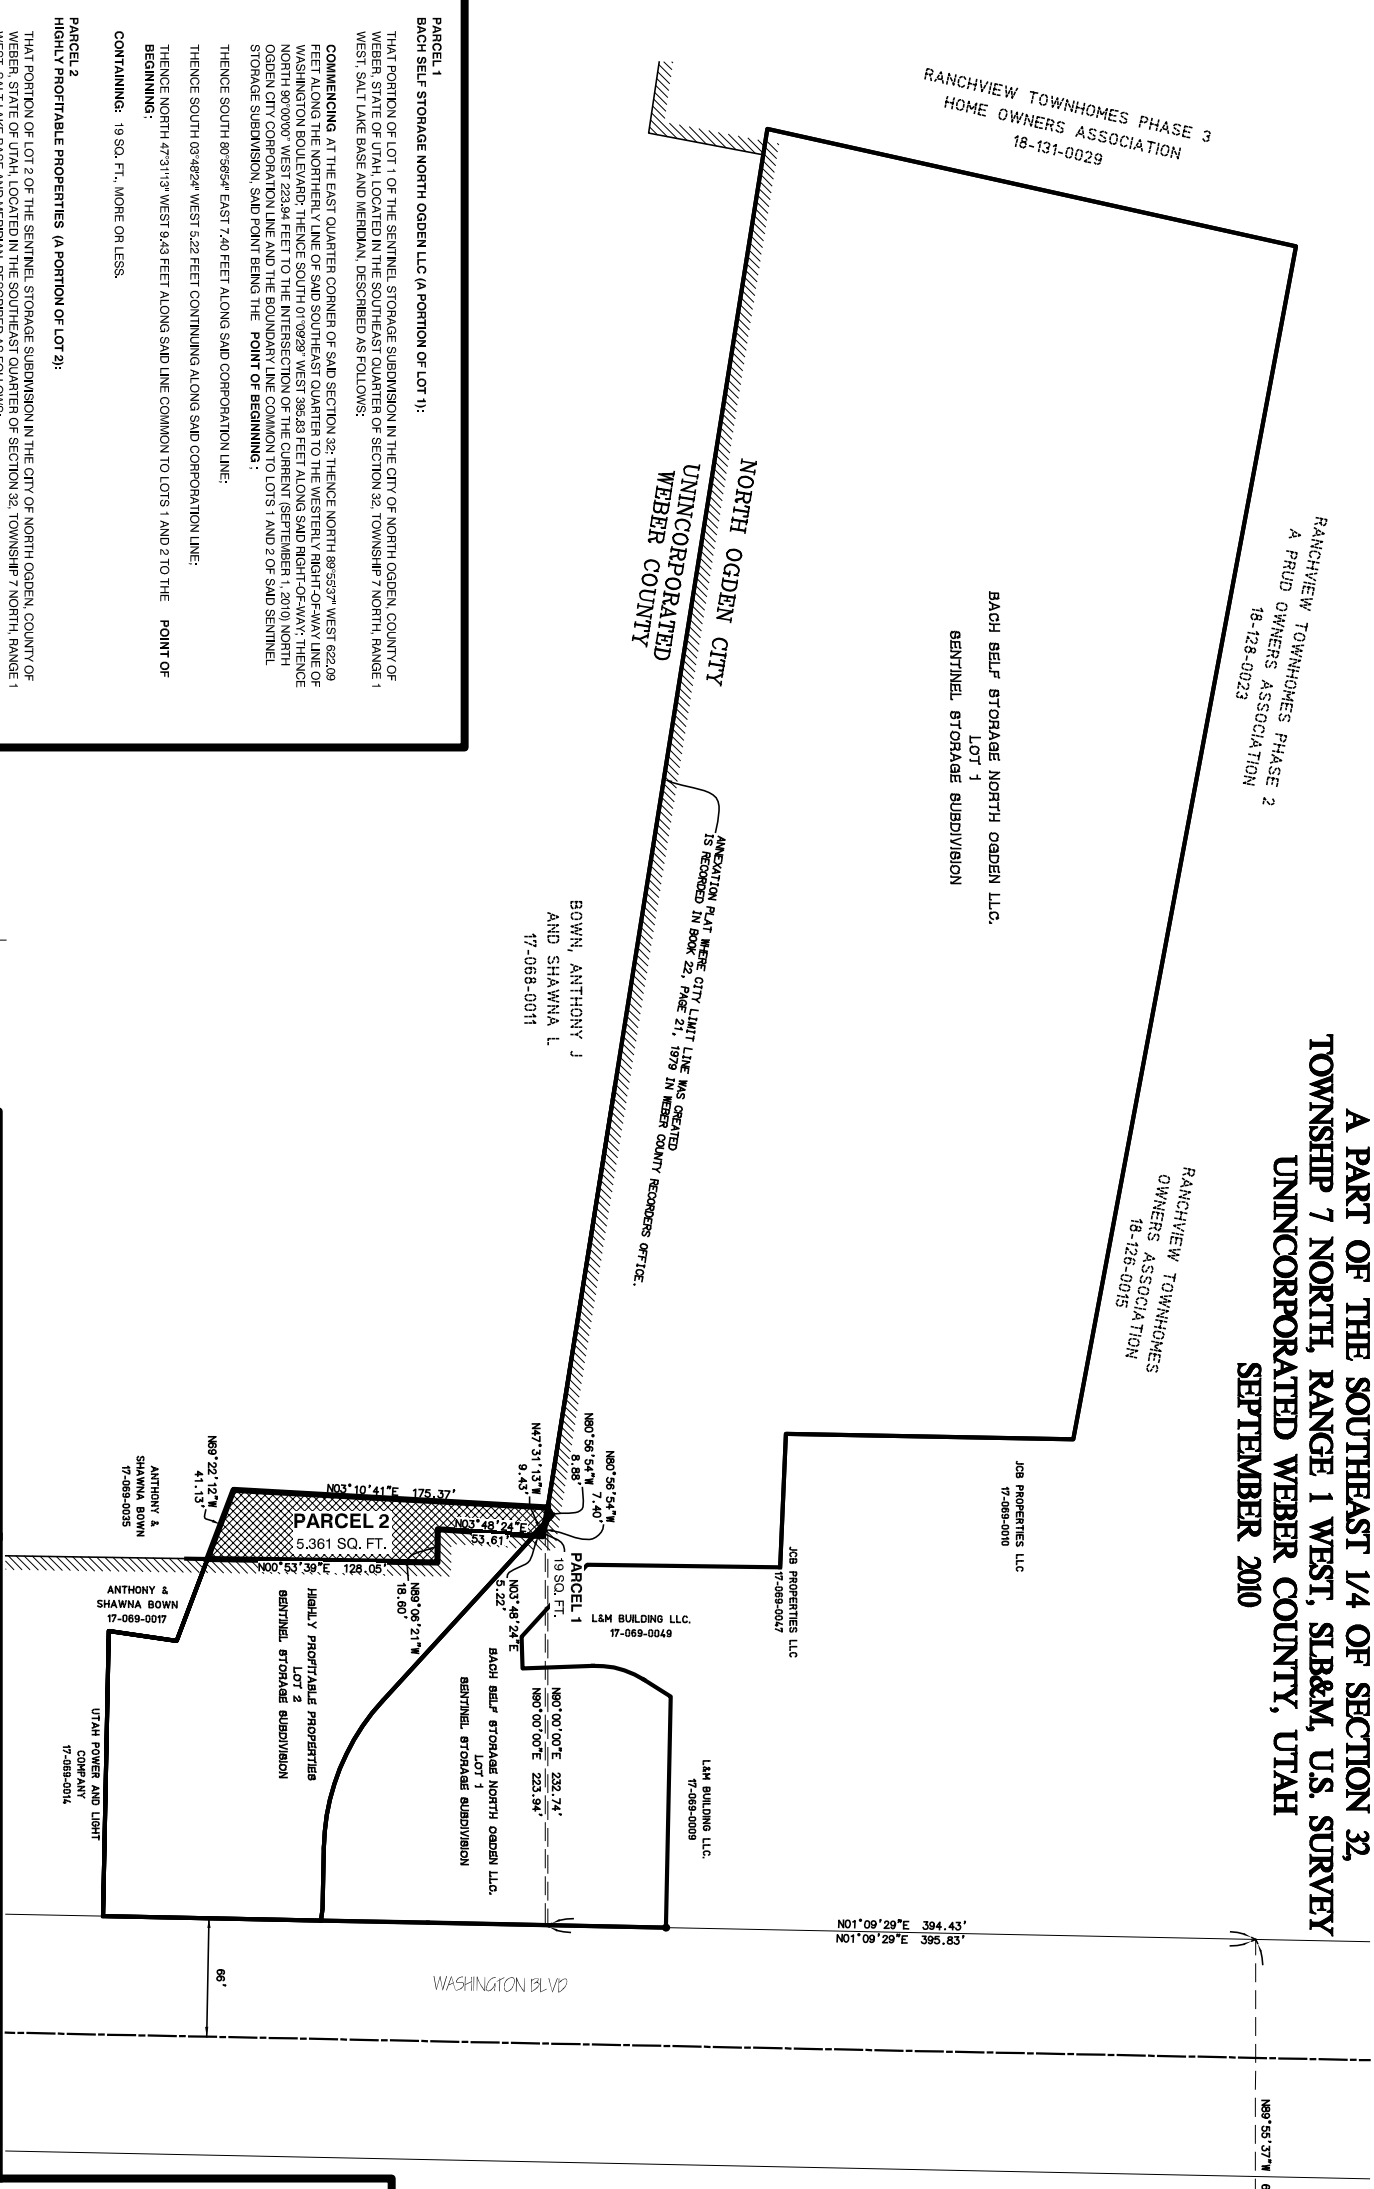 A PART OF THE SOUTHEAST 1/4 OF SECTION 32,
TOWNSHIP 7 NORTH, RANGE 1 WEST, SLB&M, U.S. SURVEY
UNINCORPORATED WEBER COUNTY, UTAH
SEPTEMBER 2010
RANCHVIEW TOWNHOMES PHASE 3
HOME OWNERS ASSOCIATION
18-131-0029
RANCHVIEW TOWNHOMES PHASE 2
A PRUD OWNERS ASSOCIATION
18-128-0023
RANCHVIEW TOWNHOMES
OWNERS ASSOCIATION
18-126-0015
BACH SELF STORAGE NORTH OGDEN LLC.
LOT 1
SENTINEL STORAGE SUBDIVISION
NORTH OGDEN CITY
UNINCORPORATED
WEBER COUNTY
ANNEXATION PLAT WHERE CITY LIMIT LINE WAS CREATED
IS RECORDED IN BOOK 22, PAGE 21, 1979 IN WEBER COUNTY RECORDERS OFFICE.
BOWN, ANTHONY J
AND SHAWNA L
17-068-0011
JCB PROPERTIES LLC
17-069-0010
JCB PROPERTIES LLC
17-069-0047
L&M BUILDING LLC.
17-069-0049
L&M BUILDING LLC.
17-069-0009
N80°56'54"W 7.40'
N80°56'54"W
8.88'
N47°31'13"W
9.43'
PARCEL 1
19 SQ. FT.
N03°48'24"E
5.22'
N03°48'24"E
53.61'
N89°06'21"W
18.60'
N03°10'41"E 175.37'
PARCEL 2
5.361 SQ. FT.
N00°53'39"E 128.05'
N69°22'12"W
41.13'
N90°00'00"E 232.74'
N90°00'00"E 223.94'
BACH SELF STORAGE NORTH OGDEN LLC.
LOT 1
SENTINEL STORAGE SUBDIVISION
HIGHLY PROFITABLE PROPERTIES
LOT 2
SENTINEL STORAGE SUBDIVISION
ANTHONY &
SHAWNA BOWN
17-069-0035
ANTHONY &
SHAWNA BOWN
17-069-0017
UTAH POWER AND LIGHT
COMPANY
17-069-0014
N01°09'29"E 394.43'
N01°09'29"E 395.83'
66'
WASHINGTON BLVD
N89°55'37"W 6
PARCEL 1
BACH SELF STORAGE NORTH OGDEN LLC (A PORTION OF LOT 1):
THAT PORTION OF LOT 1 OF THE SENTINEL STORAGE SUBDIVISION IN THE CITY OF NORTH OGDEN, COUNTY OF
WEBER, STATE OF UTAH, LOCATED IN THE SOUTHEAST QUARTER OF SECTION 32, TOWNSHIP 7 NORTH, RANGE 1
WEST, SALT LAKE BASE AND MERIDIAN, DESCRIBED AS FOLLOWS:
COMMENCING AT THE EAST QUARTER CORNER OF SAID SECTION 32; THENCE NORTH 89°55'37" WEST 622.09
FEET ALONG THE NORTHERLY LINE OF SAID SOUTHEAST QUARTER TO THE WESTERLY RIGHT-OF-WAY LINE OF
WASHINGTON BOULEVARD; THENCE SOUTH 01°09'29" WEST 395.83 FEET ALONG SAID RIGHT-OF-WAY; THENCE
NORTH 90°00'00" WEST 223.94 FEET TO THE INTERSECTION OF THE CURRENT (SEPTEMBER 1, 2010) NORTH
OGDEN CITY CORPORATION LINE AND THE BOUNDARY LINE COMMON TO LOTS 1 AND 2 OF SAID SENTINEL
STORAGE SUBDIVISION, SAID POINT BEING THE POINT OF BEGINNING;
THENCE SOUTH 80°56'54" EAST 7.40 FEET ALONG SAID CORPORATION LINE;
THENCE SOUTH 03°48'24" WEST 5.22 FEET CONTINUING ALONG SAID CORPORATION LINE;
THENCE NORTH 47°31'13" WEST 9.43 FEET ALONG SAID LINE COMMON TO LOTS 1 AND 2 TO THE POINT OF
BEGINNING;
CONTAINING: 19 SQ. FT., MORE OR LESS.
PARCEL 2
HIGHLY PROFITABLE PROPERTIES (A PORTION OF LOT 2):
THAT PORTION OF LOT 2 OF THE SENTINEL STORAGE SUBDIVISION IN THE CITY OF NORTH OGDEN, COUNTY OF
WEBER, STATE OF UTAH, LOCATED IN THE SOUTHEAST QUARTER OF SECTION 32, TOWNSHIP 7 NORTH, RANGE 1